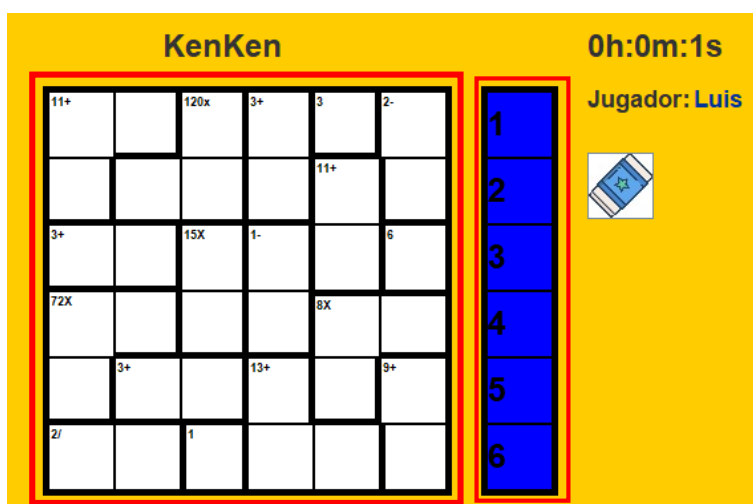 KenKen
0h:0m:1s
Jugador: Luis
11+ 120x 3+ 3 2-
11+
3+ 15X 1- 6
72X 8X
3+ 13+ 9+
2/ 1
1
2
3
4
5
6